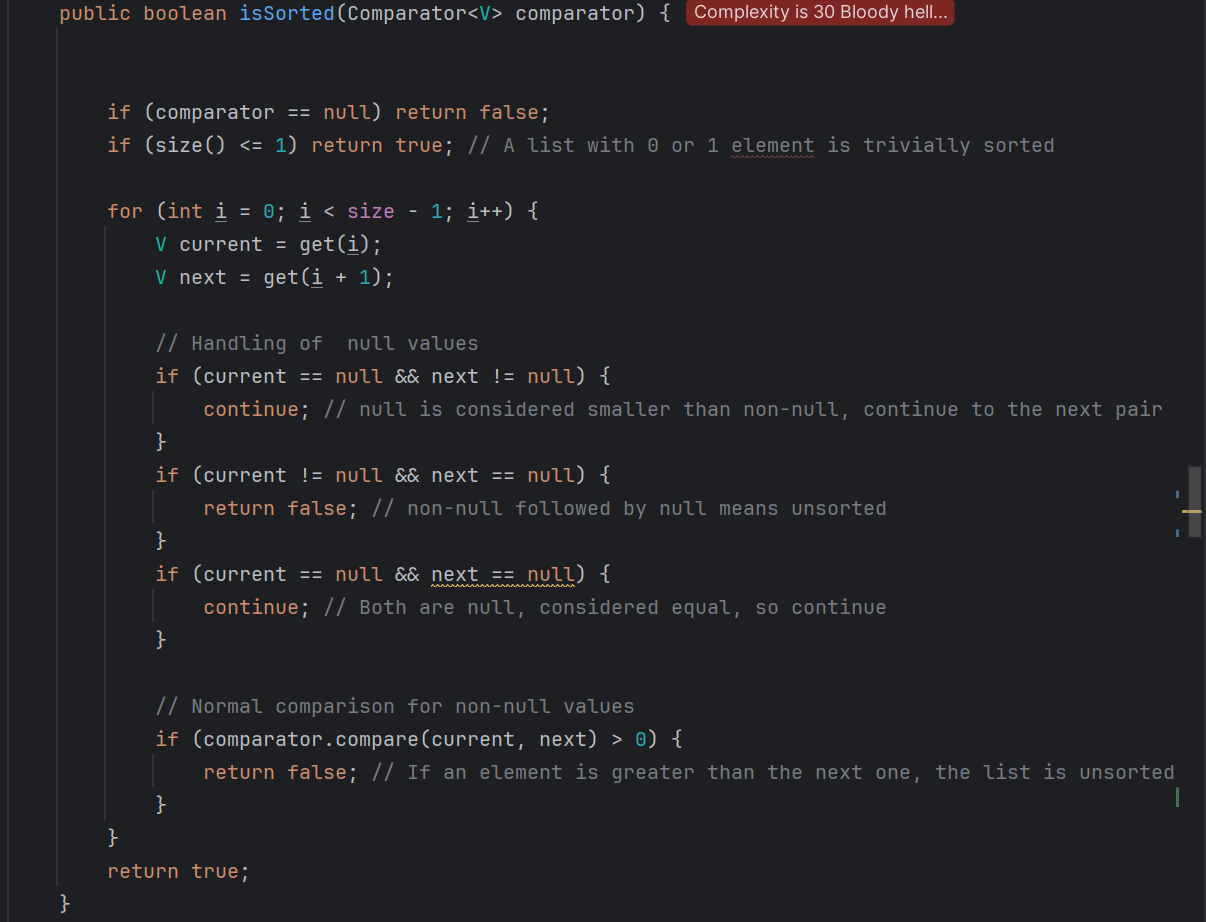 public boolean isSorted(Comparator<V> comparator) { Complexity is 30 Bloody hell...
if (comparator == null) return false;
if (size() <= 1) return true; // A list with 0 or 1 element is trivially sorted
for (int i = 0; i < size - 1; i++) {
V current = get(i);
V next = get(i + 1);
// Handling of  null values
if (current == null && next != null) {
continue; // null is considered smaller than non-null, continue to the next pair
}
if (current != null && next == null) {
return false; // non-null followed by null means unsorted
}
if (current == null && next == null) {
continue; // Both are null, considered equal, so continue
}
// Normal comparison for non-null values
if (comparator.compare(current, next) > 0) {
return false; // If an element is greater than the next one, the list is unsorted
}
}
return true;
}